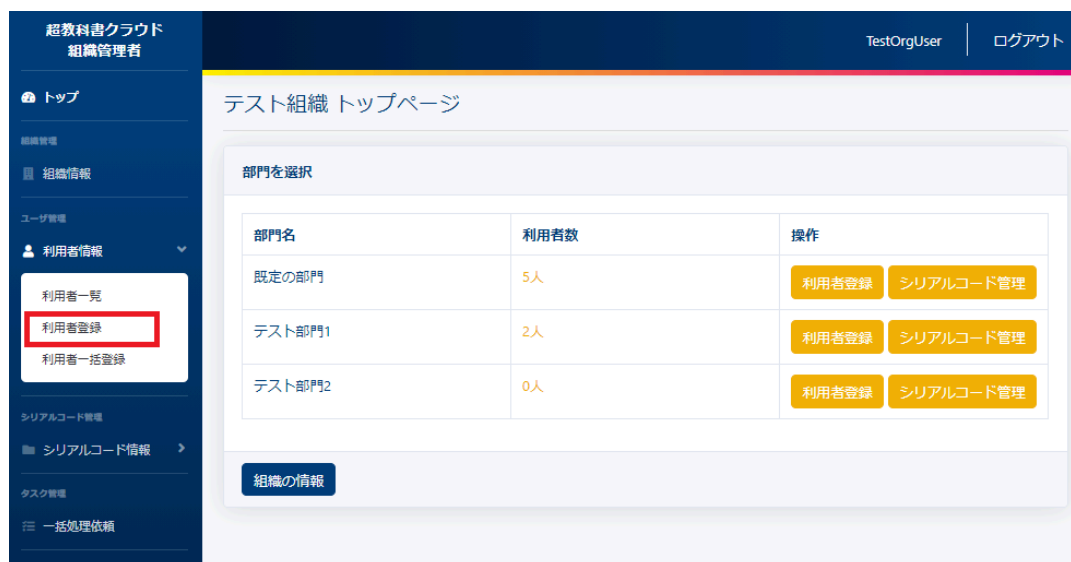 超教科書クラウド
組織管理者
TestOrgUser
ログアウト
トップ
組織管理
組織情報
ユーザ管理
利用者情報
利用者一覧
利用者登録
利用者一括登録
シリアルコード管理
シリアルコード情報
タスク管理
一括処理依頼
テスト組織 トップページ
部門を選択
部門名 利用者数 操作
既定の部門 5人 利用者登録 シリアルコード管理
テスト部門1 2人 利用者登録 シリアルコード管理
テスト部門2 0人 利用者登録 シリアルコード管理
組織の情報